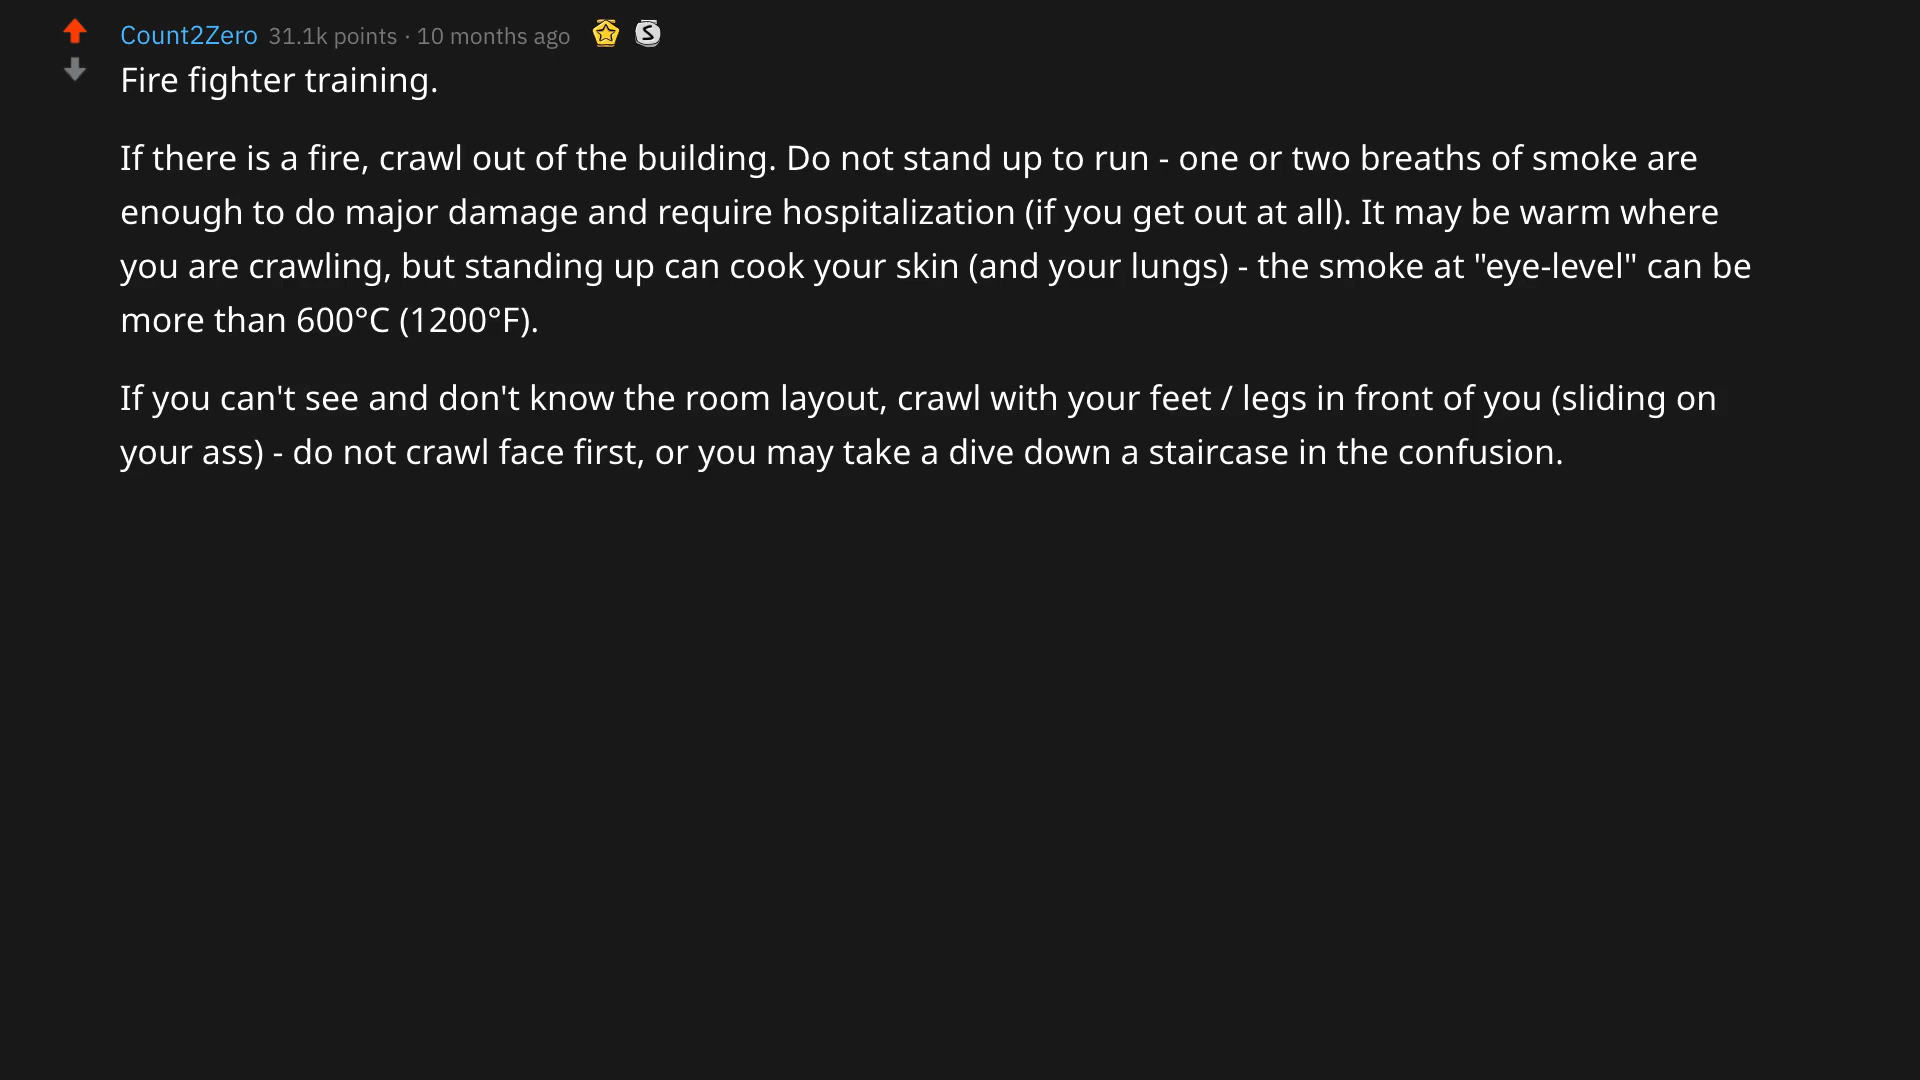 Count2Zero 31.1k points · 10 months ago
Fire fighter training.
If there is a fire, crawl out of the building. Do not stand up to run - one or two breaths of smoke are
enough to do major damage and require hospitalization (if you get out at all). It may be warm where
you are crawling, but standing up can cook your skin (and your lungs) - the smoke at "eye-level" can be
more than 600°C (1200°F).
If you can't see and don't know the room layout, crawl with your feet / legs in front of you (sliding on
your ass) - do not crawl face first, or you may take a dive down a staircase in the confusion.